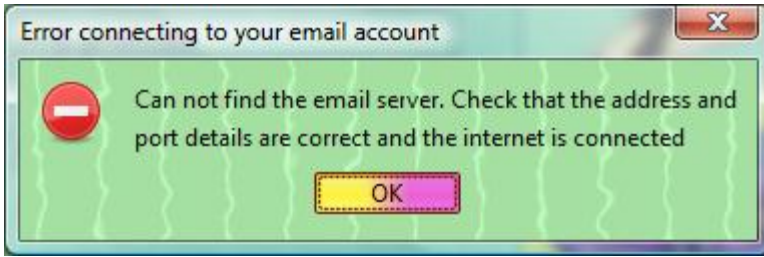 Error connecting to your email account
Can not find the email server. Check that the address and
port details are correct and the internet is connected
OK